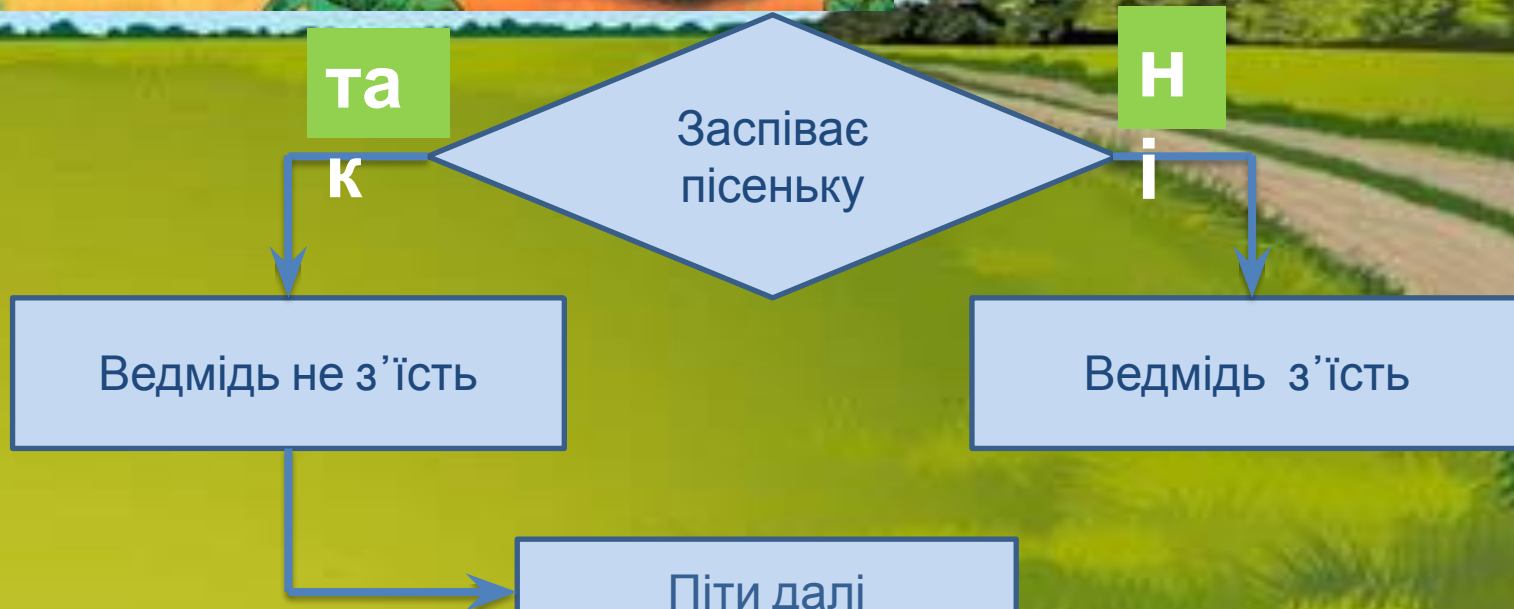 та
к
Заспіває
пісеньку
н
і
Ведмідь не з’їсть
Ведмідь з’їсть
Піти далі